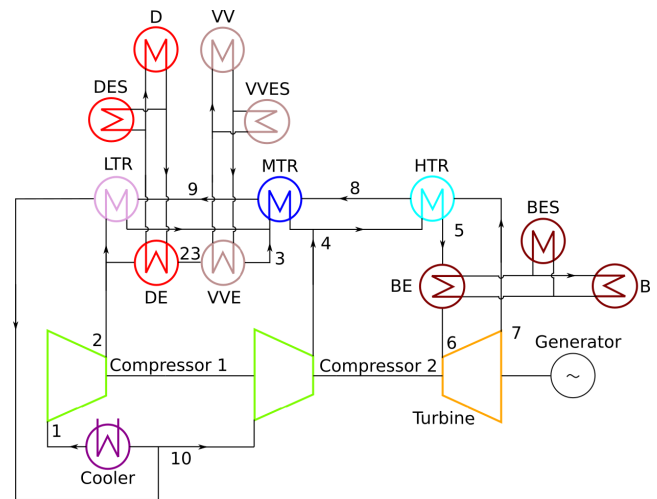 D
VV
DES
VVES
LTR
MTR
HTR
9
8
BES
5
23
3
4
DE
VVE
BE
B
2
6
7
Generator
Compressor 1
Compressor 2
~
Turbine
1
10
Cooler